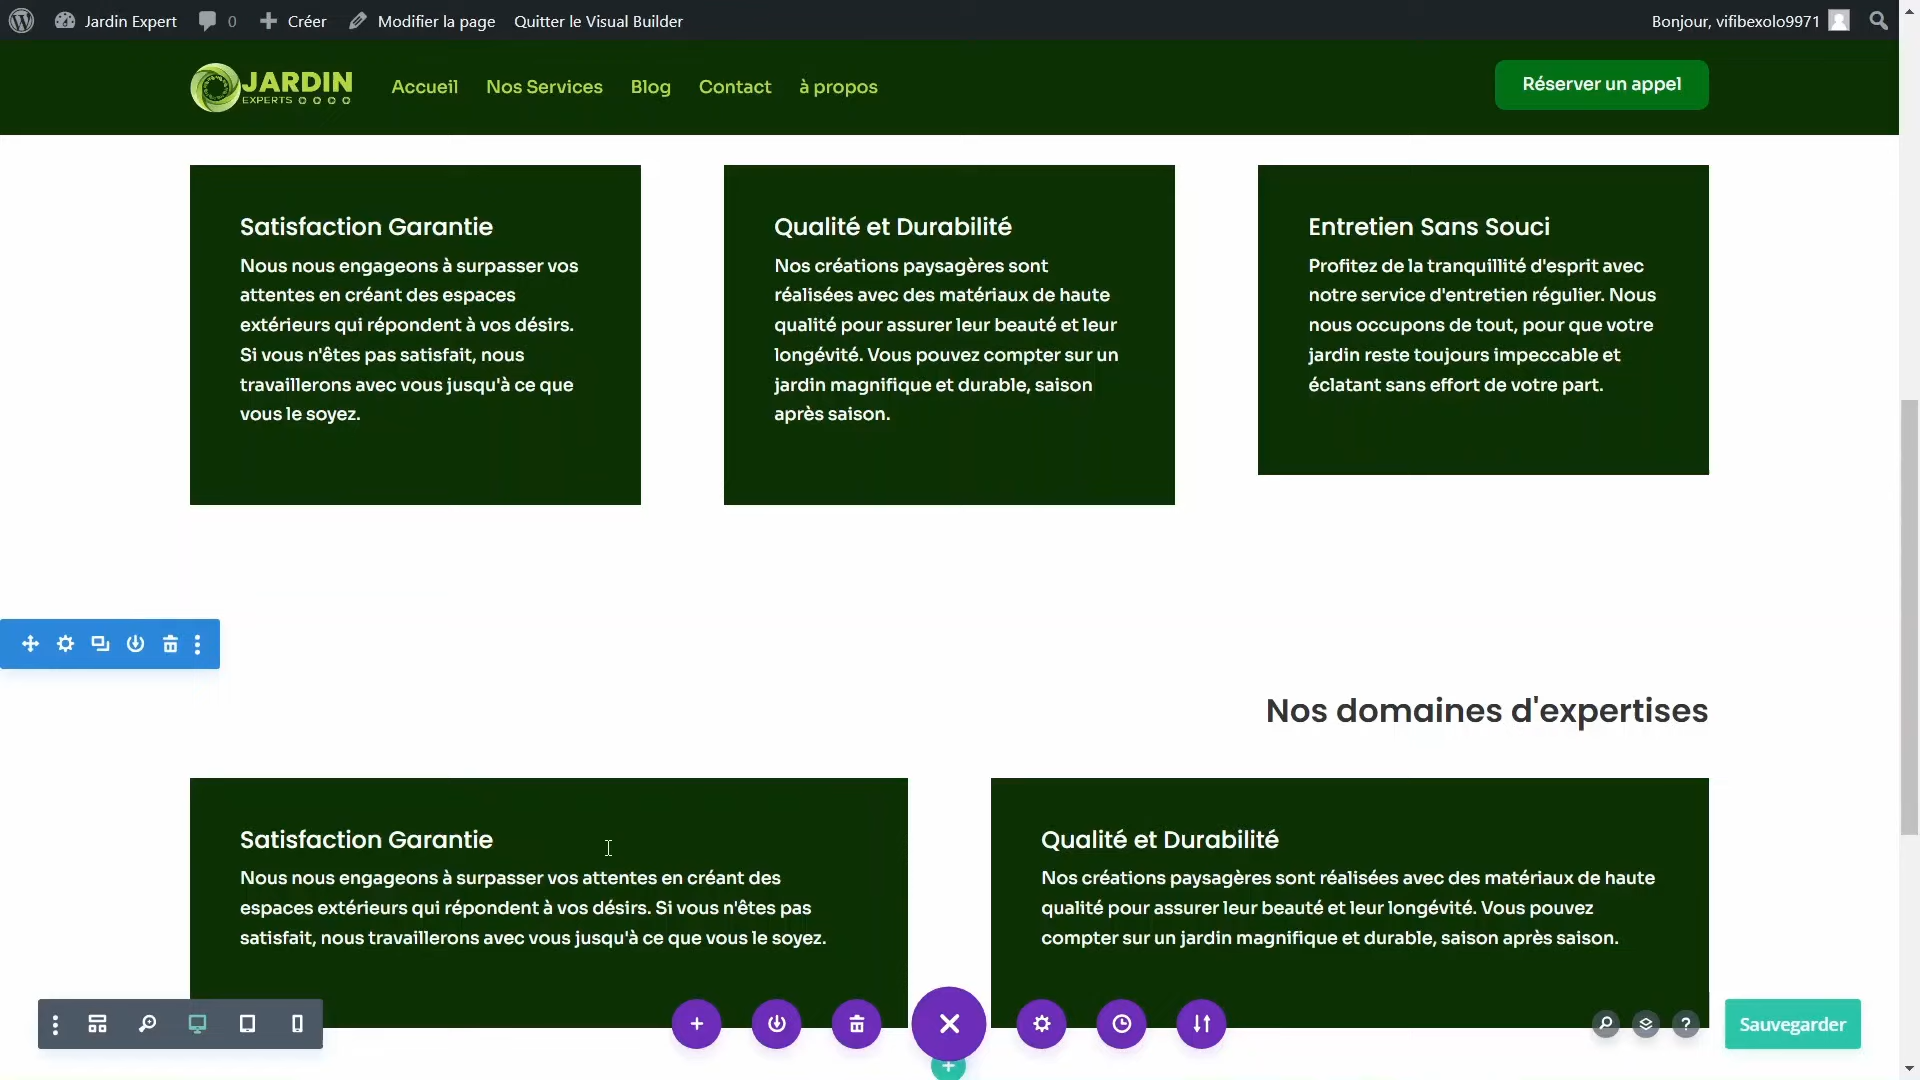 Jardin Expert 0 Créer Modifier la page Quitter le Visual Builder Bonjour, vifibexolo9971
JARDIN
EXPERTS
Accueil Nos Services Blog Contact à propos
Réserver un appel
Satisfaction Garantie
Nous nous engageons à surpasser vos
attentes en créant des espaces
extérieurs qui répondent à vos désirs.
Si vous n'êtes pas satisfait, nous
travaillerons avec vous jusqu'à ce que
vous le soyez.
Qualité et Durabilité
Nos créations paysagères sont
réalisées avec des matériaux de haute
qualité pour assurer leur beauté et leur
longévité. Vous pouvez compter sur un
jardin magnifique et durable, saison
après saison.
Entretien Sans Souci
Profitez de la tranquillité d'esprit avec
notre service d'entretien régulier. Nous
nous occupons de tout, pour que votre
jardin reste toujours impeccable et
éclatant sans effort de votre part.
Nos domaines d'expertises
Satisfaction Garantie
Nous nous engageons à surpasser vos attentes en créant des
espaces extérieurs qui répondent à vos désirs. Si vous n'êtes pas
satisfait, nous travaillerons avec vous jusqu'à ce que vous le soyez.
Qualité et Durabilité
Nos créations paysagères sont réalisées avec des matériaux de haute
qualité pour assurer leur beauté et leur longévité. Vous pouvez
compter sur un jardin magnifique et durable, saison après saison.
Sauvegarder